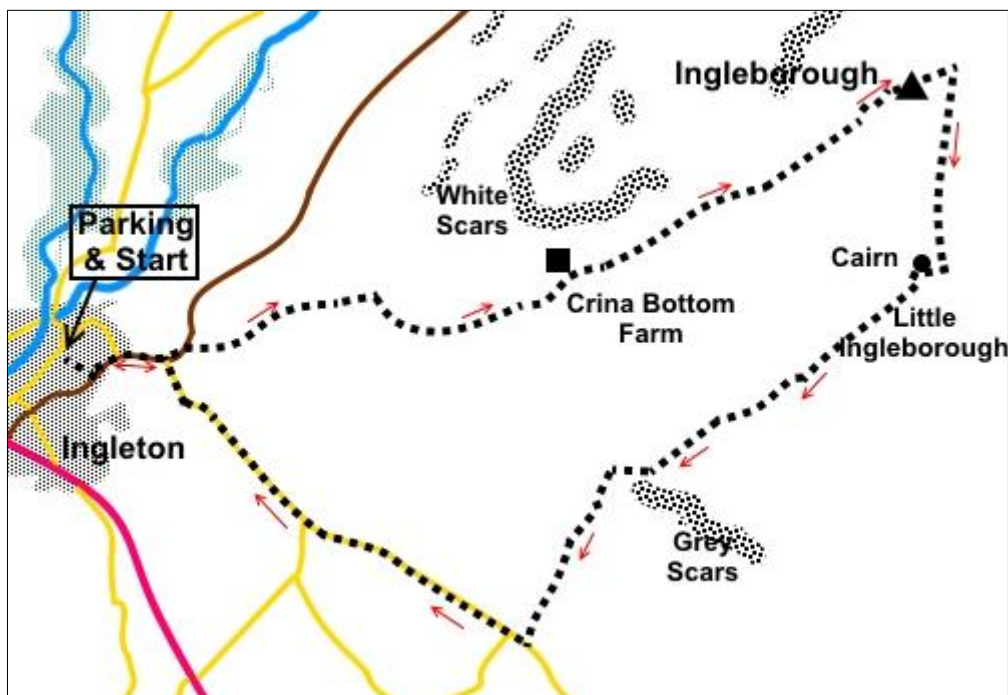 Ingleborough
White
Scars
Parking
& Start
Cairn
Crina Bottom
Farm
Little
Ingleborough
Ingleton
Grey
Scars